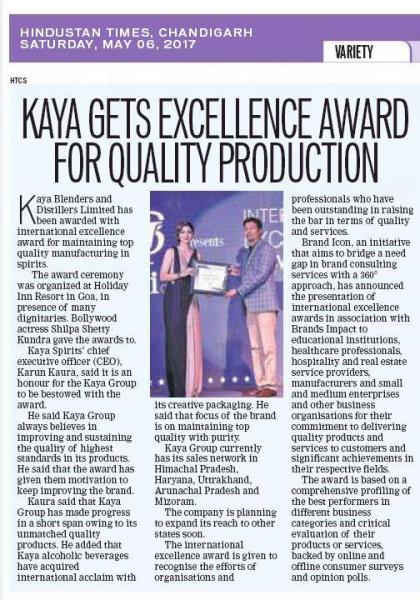 HINDUSTAN TIMES, CHANDIGARH
SATURDAY, MAY 06, 2017
VARIETY
HTCS
KAYA GETS EXCELLENCE AWARD
FOR QUALITY PRODUCTION
Kaya Blenders and
Distillers Limited has
been awarded with
international excellence
award for maintaining top
quality manufacturing in
spirits.
The award ceremony
was organized at Holiday
Inn Resort in Goa, in
presence of many
dignitaries. Bollywood
actress Shilpa Shetty
Kundra gave the awards to.
Kaya Spirits' chief
executive officer (CEO),
Karun Kaura, said it is an
honour for the Kaya Group
to be bestowed with the
award.
He said Kaya Group
always believes in
improving and sustaining
the quality of highest
standards in its products.
He said that the award has
given them motivation to
keep improving the brand.
Kaura said that Kaya
Group has made progress
in a short span owing to its
unmatched quality
products. He added that
Kaya alcoholic beverages
have acquired
international acclaim with
presents
INTE
its creative packaging. He
said that focus of the brand
is on maintaining top
quality with purity.
Kaya Group currently
has its sales network in
Himachal Pradesh,
Haryana, Uttrakhand,
Arunachal Pradesh and
Mizoram.
The company is planning
to expand its reach to other
states soon.
The international
excellence award is given to
recognise the efforts of
organisations and
professionals who have
been outstanding in raising
the bar in terms of quality
and services.
Brand Icon, an initiative
that aims to bridge a need
gap in brand consulting
services with a 360°
approach, has announced
the presentation of
international excellence
awards in association with
Brands Impact to
educational institutions,
healthcare professionals,
hospitality and real estate
service providers,
manufacturers and small
and medium enterprises
and other business
organisations for their
commitment to delivering
quality products and
services to customers and
significant achievements in
their respective fields.
The award is based on a
comprehensive profiling of
the best performers in
different business
categories and critical
evaluation of their
products or services,
backed by online and
offline consumer surveys
and opinion polls.